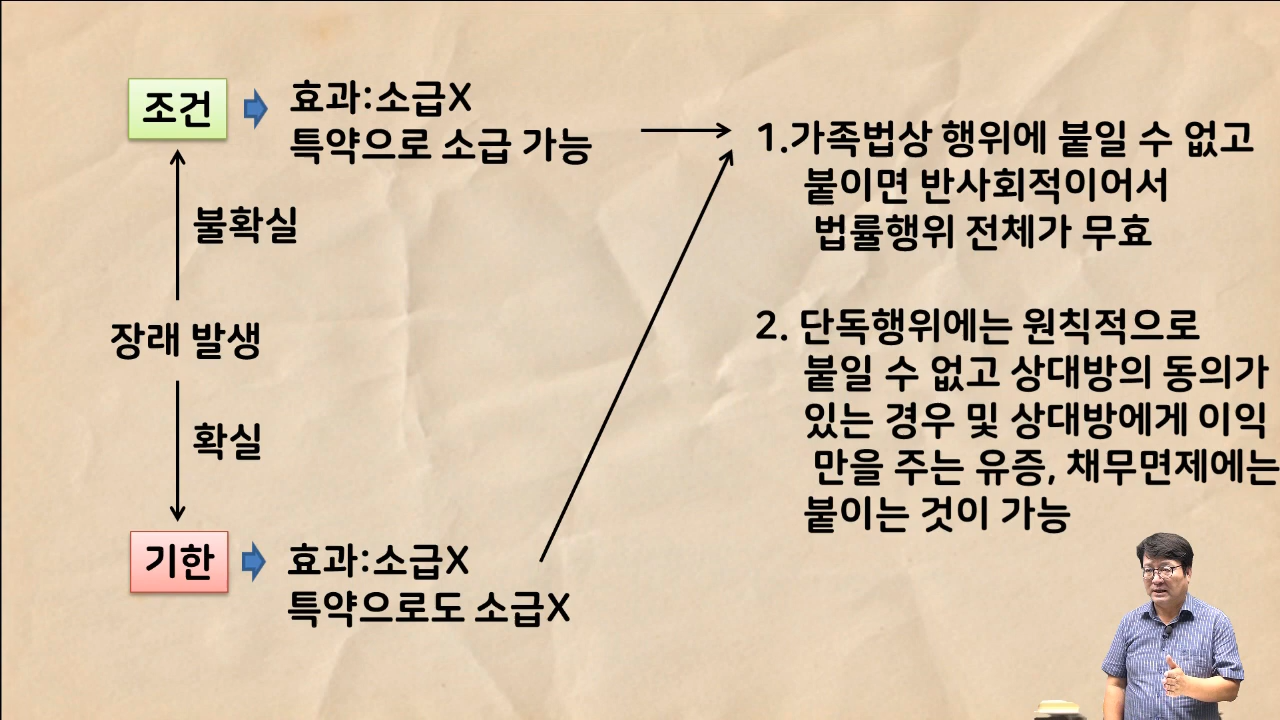 조건
효과:소급X
특약으로 소급 가능
불확실
장래 발생
확실
기한
효과:소급X
특약으로도 소급X
1.가족법상 행위에 붙일 수 없고
붙이면 반사회적이어서
법률행위 전체가 무효
2. 단독행위에는 원칙적으로
붙일 수 없고 상대방의 동의가
있는 경우 및 상대방에게 이익
만을 주는 유증, 채무면제에는
붙이는 것이 가능